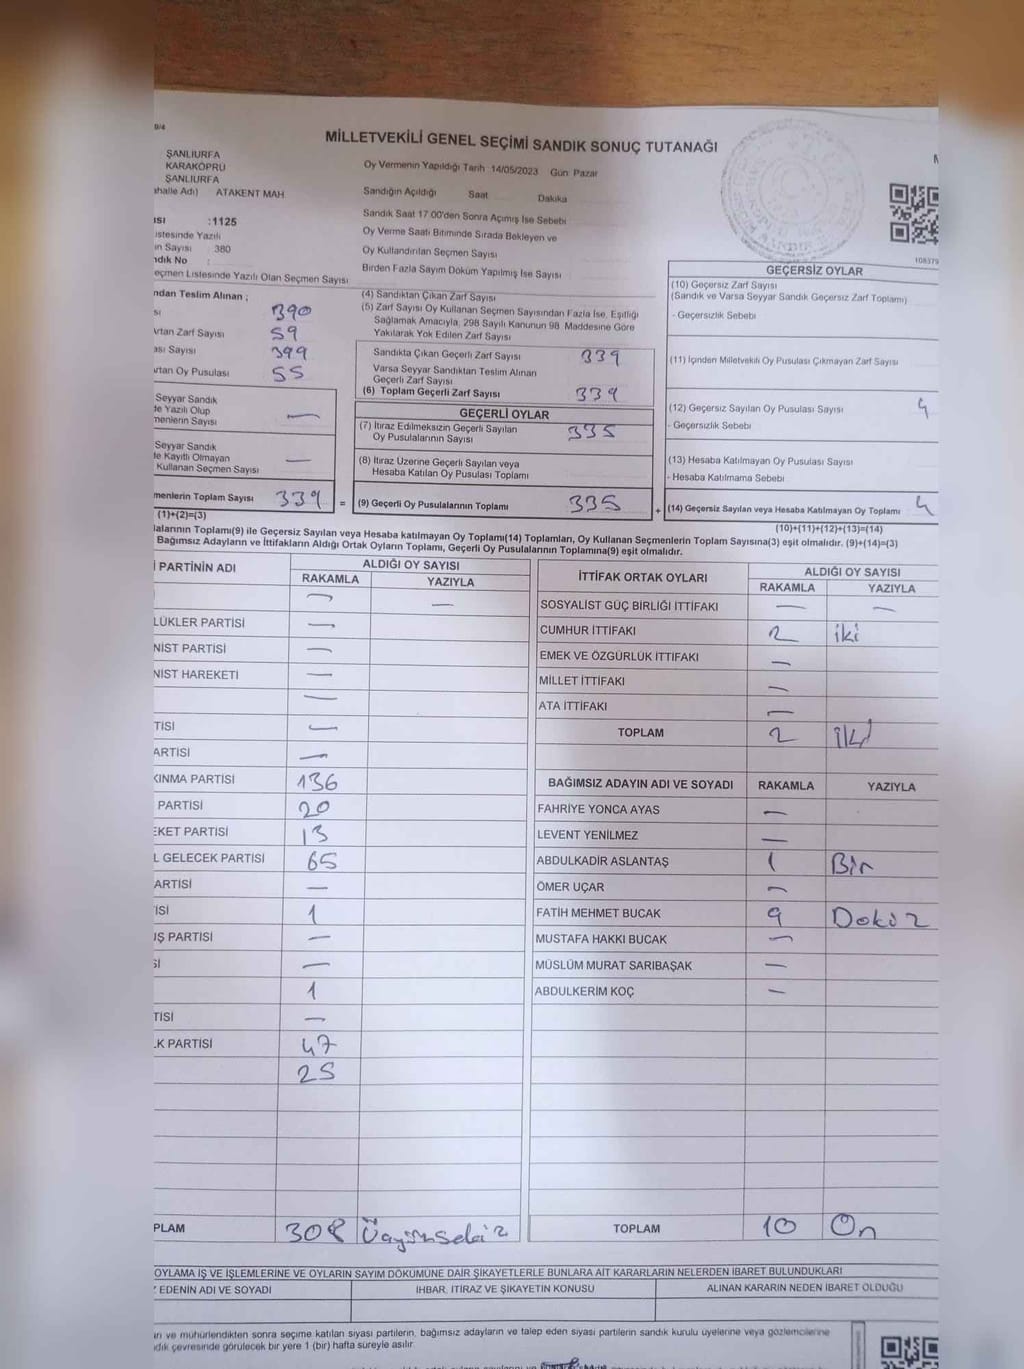 9/4
MİLLETVEKİLİ GENEL SEÇİMİ SANDIK SONUÇ TUTANAĞI
ŞANLIURFA
KARAKÖPRÜ
ŞANLIURFA
ahalle Adı) ATAKENT MAH
ISI :1125
istesinde Yazılı
n Sayısı 380
ndık No
eçmen Listesinde Yazılı Olan Seçmen Sayısı
Oy Vermenin Yapıldığı Tarih 14/05/2023 Gün: Pazar
Sandığın Açıldığı Saat Dakika
Sandık Saat 17.00'den Sonra Açımış İse Sebebi
Oy Verme Saati Bitiminde Sırada Bekleyen ve
Oy Kullandırılan Seçmen Sayısı
Birden Fazla Sayım Döküm Yapılmış İse Sayısı
108379
ndan Teslim Alınan ;
sı 390
artan Zarf Sayısı 59
ası Sayısı 399
artan Oy Pusulası 55
Seyyar Sandık
te Yazılı Olup
menlerin Sayısı —
Seyyar Sandık
te Kayıtlı Olmayan
Kullanan Seçmen Sayısı —
menlerin Toplam Sayısı 339 =
(1)+(2)=(3)
(4) Sandıktan Çıkan Zarf Sayısı
(5) Zarf Sayısı Oy Kullanan Seçmen Sayısından Fazla İse, Eşitliği
Sağlamak Amacıyla, 298 Sayılı Kanunun 98. Maddesine Göre
Yakılarak Yok Edilen Zarf Sayısı
Sandıkta Çıkan Geçerli Zarf Sayısı 339
Varsa Seyyar Sandıktan Teslim Alınan
Geçerli Zarf Sayısı
(6) Toplam Geçerli Zarf Sayısı 339
GEÇERLİ OYLAR
(7) İtiraz Edilmeksizin Geçerli Sayılan
Oy Pusulalarının Sayısı 335
(8) İtiraz Üzerine Geçerli Sayılan veya
Hesaba Katılan Oy Pusulası Toplamı
(9) Geçerli Oy Pusulalarının Toplamı 335 +
GEÇERSİZ OYLAR
(10) Geçersiz Zarf Sayısı
(Sandık ve Varsa Seyyar Sandık Geçersiz Zarf Toplamı)
- Geçersizlik Sebebi
(11) İçinden Milletvekili Oy Pusulası Çıkmayan Zarf Sayısı
(12) Geçersiz Sayılan Oy Pusulası Sayısı 4
- Geçersizlik Sebebi
(13) Hesaba Katılmayan Oy Pusulası Sayısı
- Hesaba Katılmama Sebebi
(14) Geçersiz Sayılan veya Hesaba Katılmayan Oy Toplamı 4
(10)+(11)+(12)+(13)=(14)
lalarının Toplamı(9) ile Geçersiz Sayılan veya Hesaba katılmayan Oy Toplamı(14) Toplamları, Oy Kullanan Seçmenlerin Toplam Sayısına(3) eşit olmalıdır. (9)+(14)=(3)
Bağımsız Adayların ve İttifakların Aldığı Ortak Oyların Toplamı, Geçerli Oy Pusulalarının Toplamına(9) eşit olmalıdır.
İ PARTİNİN ADI ALDIĞI OY SAYISI
RAKAMLA YAZIYLA
— —
LÜKLER PARTİSİ —
NİST PARTİSİ —
NİST HAREKETİ —
—
TİSİ —
ARTİSİ —
KINMA PARTİSİ 136
PARTİSİ 20
EKET PARTİSİ 13
L GELECEK PARTİSİ 65
ARTİSİ —
İSİ 1
IŞ PARTİSİ —
Sİ —
1
TİSİ —
LK PARTİSİ 47
25
OPLAM 308
İTTİFAK ORTAK OYLARI ALDIĞI OY SAYISI
RAKAMLA YAZIYLA
SOSYALİST GÜÇ BİRLİĞİ İTTİFAKI — —
CUMHUR İTTİFAKI 2 iki
EMEK VE ÖZGÜRLÜK İTTİFAKI —
MİLLET İTTİFAKI —
ATA İTTİFAKI —
TOPLAM 2 iki
BAĞIMSIZ ADAYIN ADI VE SOYADI RAKAMLA YAZIYLA
FAHRİYE YONCA AYAS —
LEVENT YENİLMEZ —
ABDULKADİR ASLANTAŞ 1 Bir
ÖMER UÇAR —
FATİH MEHMET BUCAK 9 Dokuz
MUSTAFA HAKKI BUCAK —
MÜSLÜM MURAT SARIBAŞAK —
ABDULKERİM KOÇ —
TOPLAM 10 On
OYLAMA İŞ VE İŞLEMLERİNE VE OYLARIN SAYIM DÖKÜMÜNE DAİR ŞİKAYETLERLE BUNLARA AİT KARARLARIN NELERDEN İBARET BULUNDUKLARI
EDENİN ADI VE SOYADI İHBAR, İTİRAZ VE ŞİKAYETİN KONUSU ALINAN KARARIN NEDEN İBARET OLDUĞU
an ve mühürlendikten sonra seçime katılan siyasi partilerin, bağımsız adayların ve talep eden siyasi partilerin sandık kurulu üyelerine veya gözlemcilerine
dık çevresinde görülecek bir yere 1 (bir) hafta süreyle asılır.